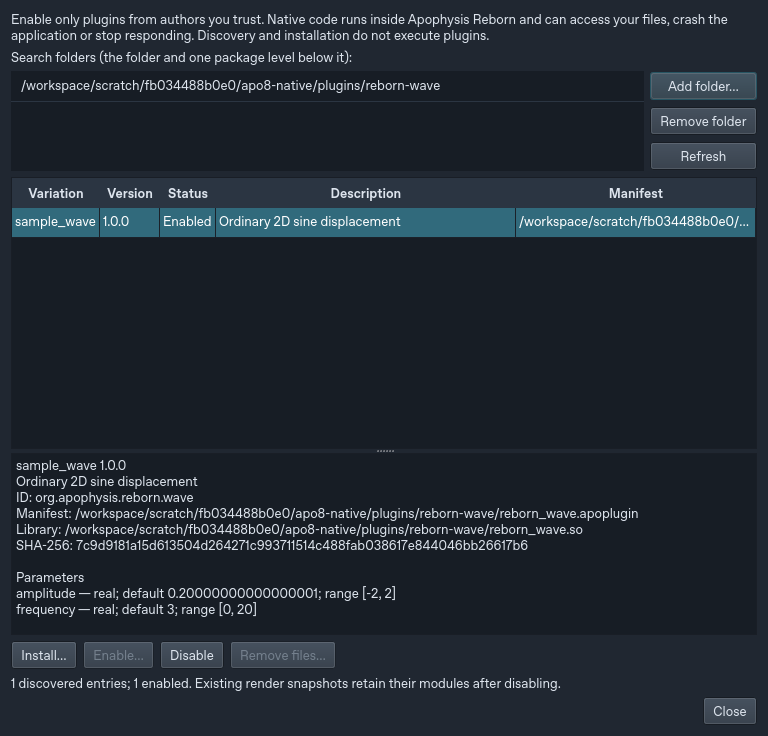 Enable only plugins from authors you trust. Native code runs inside Apophysis Reborn and can access your files, crash the
application or stop responding. Discovery and installation do not execute plugins.
Search folders (the folder and one package level below it):
/workspace/scratch/fb034488b0e0/apo8-native/plugins/reborn-wave
Add folder...
Remove folder
Refresh
Variation Version Status Description Manifest
sample_wave 1.0.0 Enabled Ordinary 2D sine displacement /workspace/scratch/fb034488b0e0/...
sample_wave 1.0.0
Ordinary 2D sine displacement
ID: org.apophysis.reborn.wave
Manifest: /workspace/scratch/fb034488b0e0/apo8-native/plugins/reborn-wave/reborn_wave.apoplugin
Library: /workspace/scratch/fb034488b0e0/apo8-native/plugins/reborn-wave/reborn_wave.so
SHA-256: 7c9d9181a15d613504d264271c993711514c488fab038617e844046bb26617b6
Parameters
amplitude — real; default 0.20000000000000001; range [-2, 2]
frequency — real; default 3; range [0, 20]
Install... Enable... Disable Remove files...
1 discovered entries; 1 enabled. Existing render snapshots retain their modules after disabling.
Close